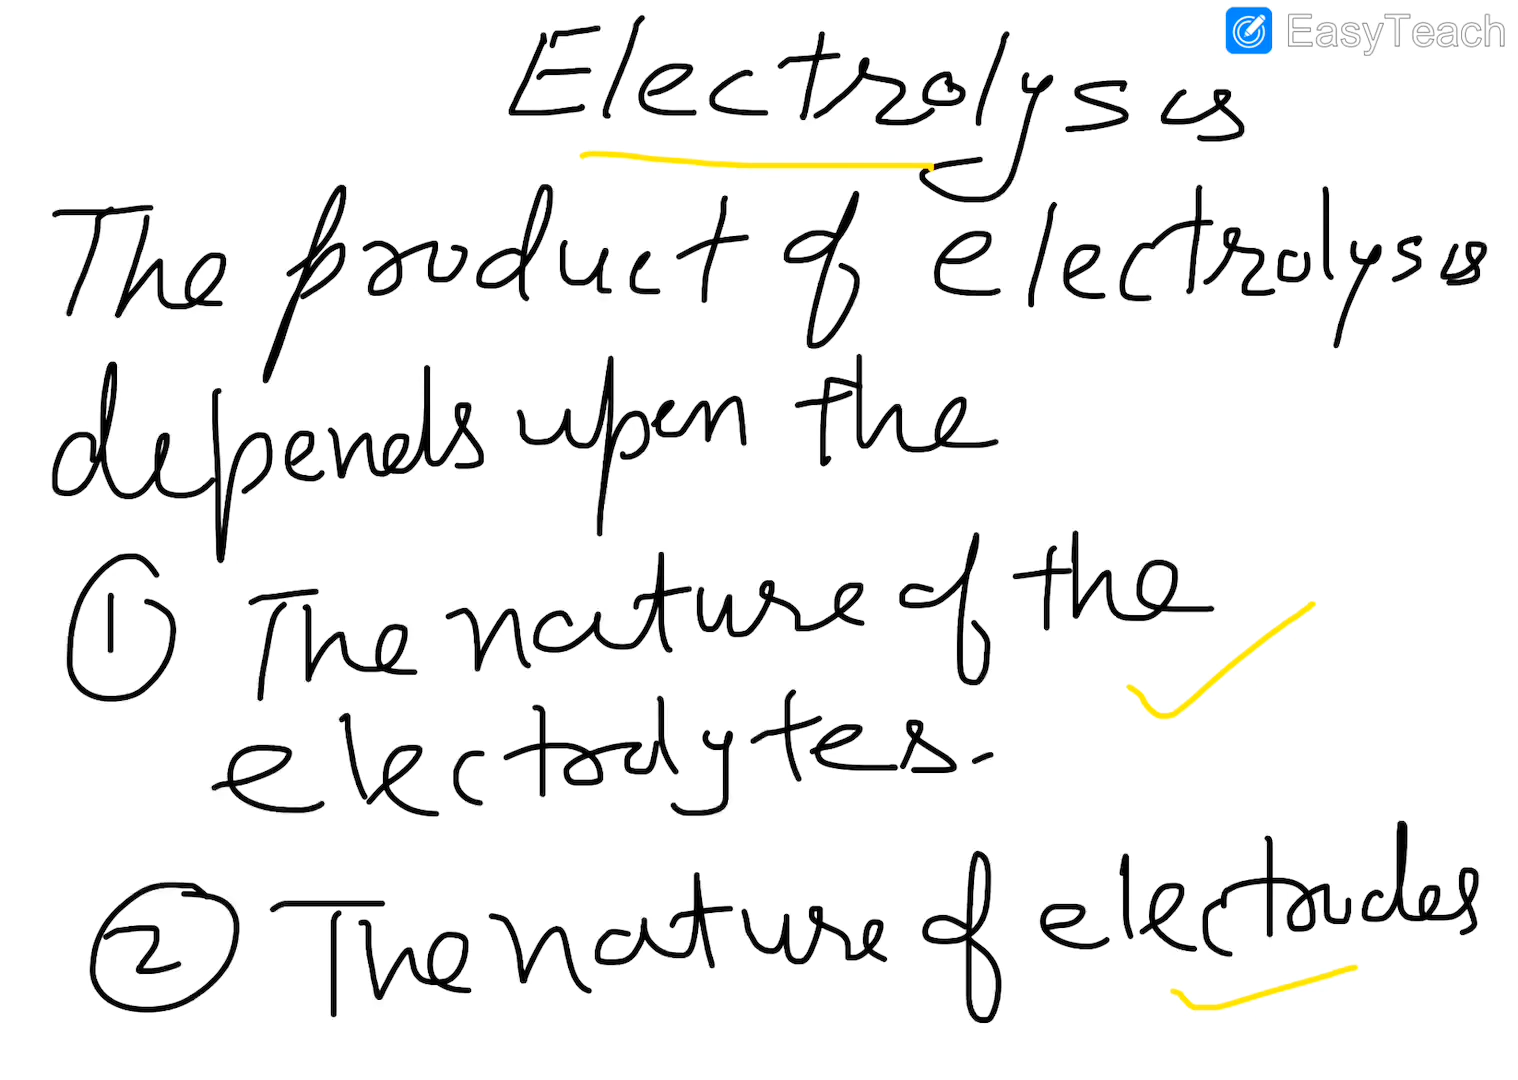 EasyTeach
Electrolysis
The product of electrolysis
depends upon the
1 The nature of the
electrolytes.
2 The nature of electrodes